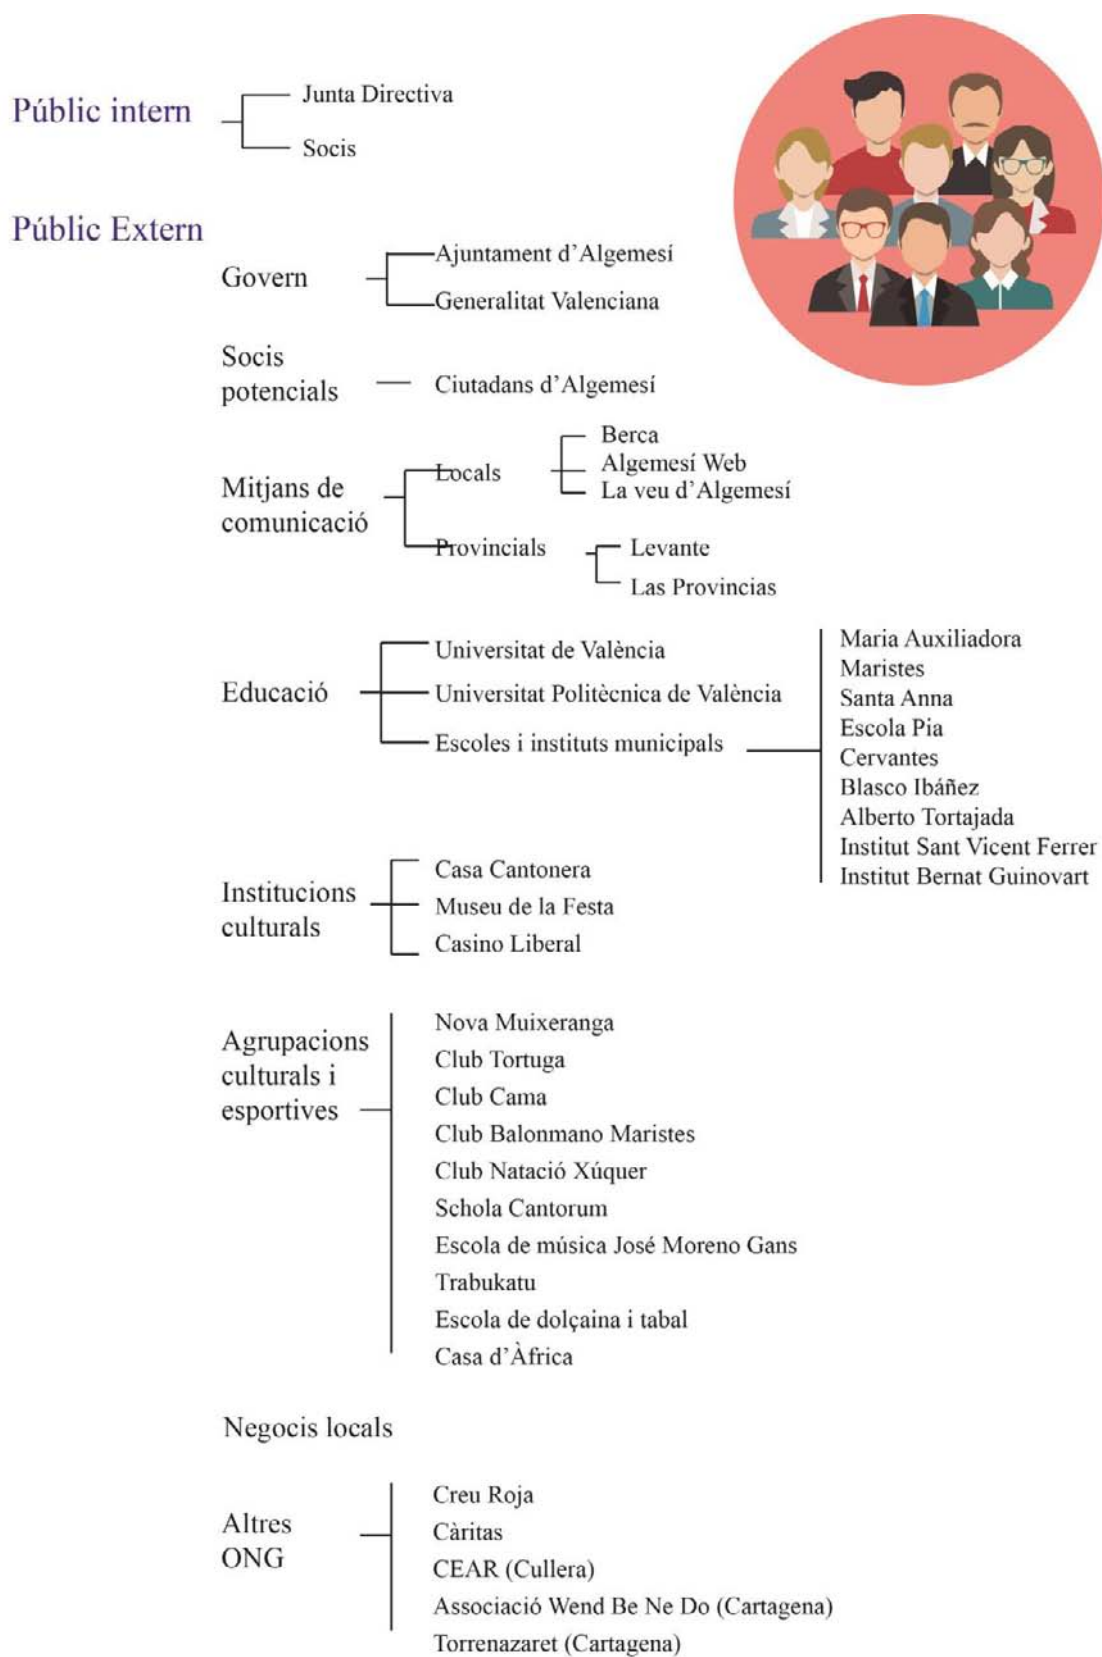 Públic intern
Junta Directiva
Socis
Públic Extern
Govern
Ajuntament d’Algemesí
Generalitat Valenciana
Socis
potencials
Ciutadans d’Algemesí
Mitjans de
comunicació
Locals
Berca
Algemesí Web
La veu d’Algemesí
Provincials
Levante
Las Provincias
Educació
Universitat de València
Universitat Politècnica de València
Escoles i instituts municipals
Maria Auxiliadora
Maristes
Santa Anna
Escola Pia
Cervantes
Blasco Ibáñez
Alberto Tortajada
Institut Sant Vicent Ferrer
Institut Bernat Guinovart
Institucions
culturals
Casa Cantonera
Museu de la Festa
Casino Liberal
Agrupacions
culturals i
esportives
Nova Muixeranga
Club Tortuga
Club Cama
Club Balonmano Maristes
Club Natació Xúquer
Schola Cantorum
Escola de música José Moreno Gans
Trabukatu
Escola de dolçaina i tabal
Casa d’Àfrica
Negocis locals
Altres
ONG
Creu Roja
Càritas
CEAR (Cullera)
Associació Wend Be Ne Do (Cartagena)
Torrenazaret (Cartagena)